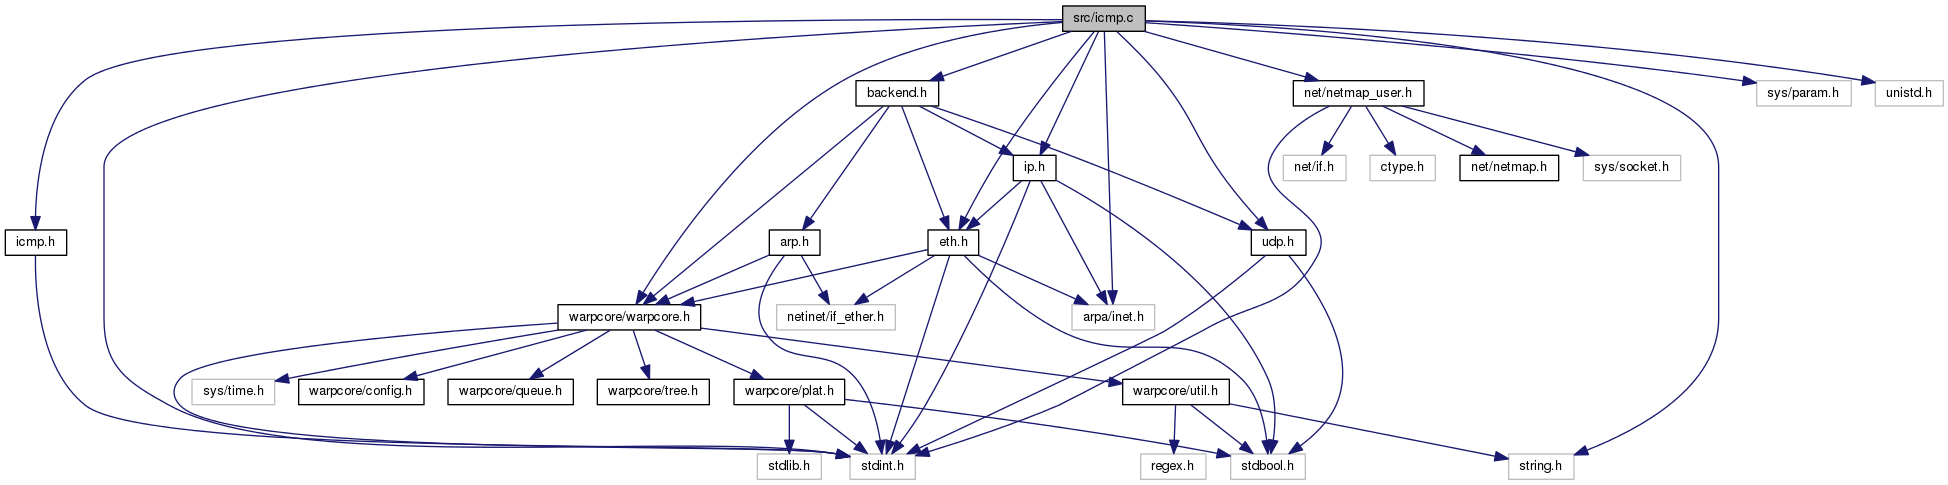 src/icmp.c
backend.h
net/netmap_user.h
sys/param.h
unistd.h
ip.h
net/if.h
ctype.h
net/netmap.h
sys/socket.h
icmp.h
arp.h
eth.h
udp.h
warpcore/warpcore.h
netinet/if_ether.h
arpa/inet.h
sys/time.h
warpcore/config.h
warpcore/queue.h
warpcore/tree.h
warpcore/plat.h
warpcore/util.h
stdlib.h
stdint.h
regex.h
stdbool.h
string.h